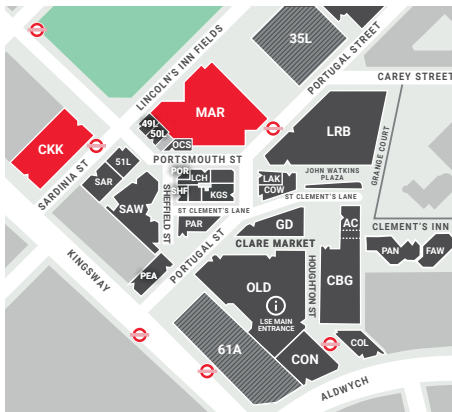 LINCOLN'S INN FIELDS
35L
PORTUGAL STREET
CAREY STREET
MAR
49L
50L
OCS
LRB
CKK
PORTSMOUTH ST
GRANGE COURT
51L
POR
LCH
SARDINIA ST
SAR
SHF
KGS
LAK
COW
JOHN WATKINS
PLAZA
SAW
SHEFFIELD ST
ST CLEMENT'S LANE
ST CLEMENT'S LANE
PAR
GD
AC
CLEMENT'S INN
PORTUGAL ST
CLARE MARKET
PAN
FAW
KINGSWAY
PEA
OLD
HOUGHTON ST
CBG
i
LSE MAIN
ENTRANCE
61A
CON
COL
ALDWYCH